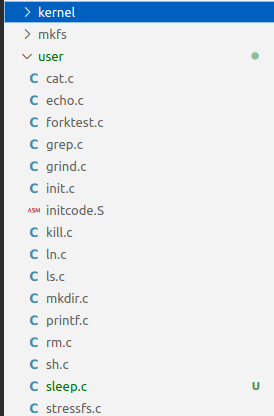 kernel
mkfs
user
C cat.c
C echo.c
C forktest.c
C grep.c
C grind.c
C init.c
ASM initcode.S
C kill.c
C ln.c
C ls.c
C mkdir.c
C printf.c
C rm.c
C sh.c
C sleep.c U
C stressfs.c